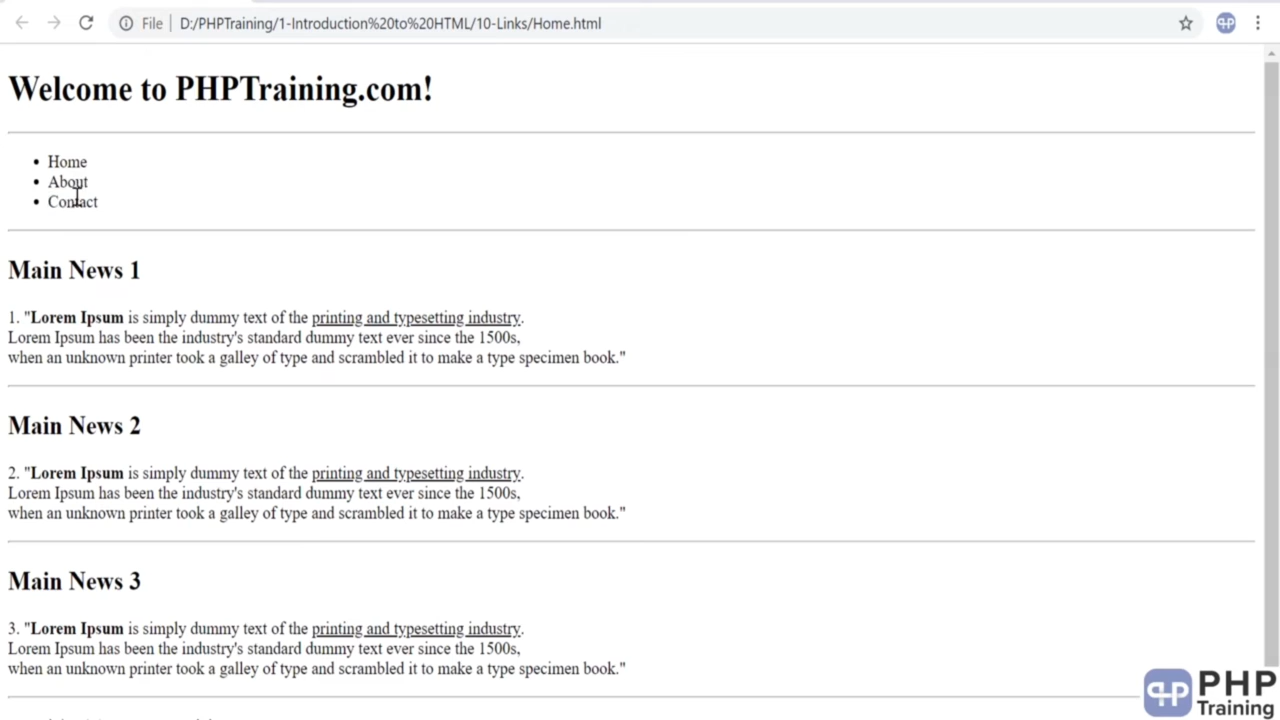 File
D:/PHPTraining/1-Introduction%20to%20HTML/10-Links/Home.html
Welcome to PHPTraining.com!
Home
About
Contact
Main News 1
1. "Lorem Ipsum is simply dummy text of the printing and typesetting industry.
Lorem Ipsum has been the industry's standard dummy text ever since the 1500s,
when an unknown printer took a galley of type and scrambled it to make a type specimen book."
Main News 2
2. "Lorem Ipsum is simply dummy text of the printing and typesetting industry.
Lorem Ipsum has been the industry's standard dummy text ever since the 1500s,
when an unknown printer took a galley of type and scrambled it to make a type specimen book."
Main News 3
3. "Lorem Ipsum is simply dummy text of the printing and typesetting industry.
Lorem Ipsum has been the industry's standard dummy text ever since the 1500s,
when an unknown printer took a galley of type and scrambled it to make a type specimen book."
PHP
Training